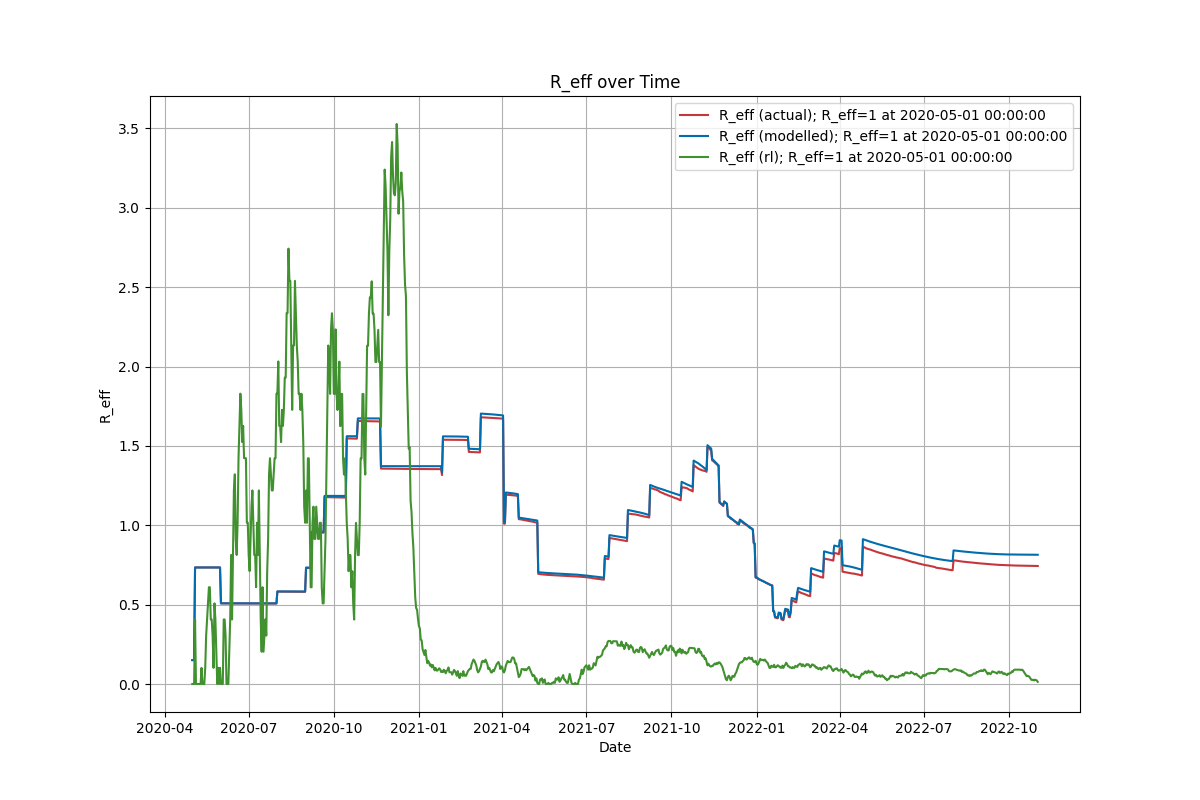 R_eff over Time
R_eff (actual); R_eff=1 at 2020-05-01 00:00:00
R_eff (modelled); R_eff=1 at 2020-05-01 00:00:00
R_eff (rl); R_eff=1 at 2020-05-01 00:00:00
R_eff
3.5
3.0
2.5
2.0
1.5
1.0
0.5
0.0
2020-04 2020-07 2020-10 2021-01 2021-04 2021-07 2021-10 2022-01 2022-04 2022-07 2022-10
Date